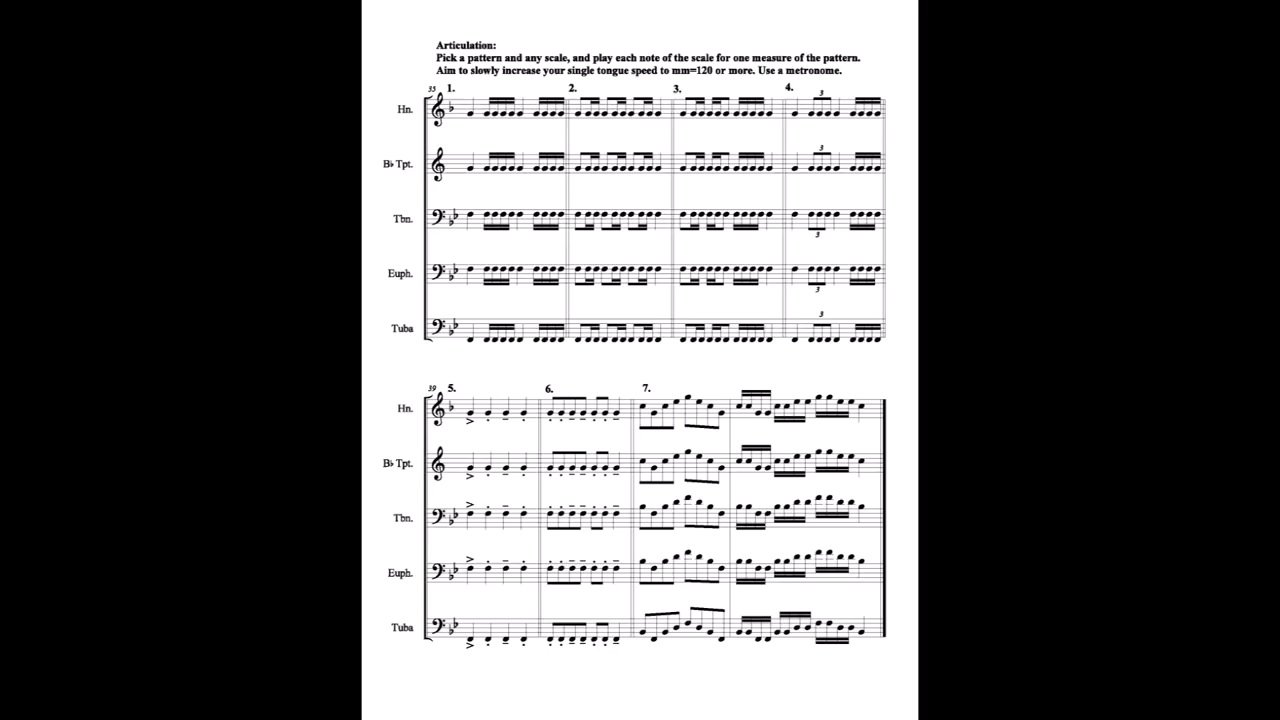 Articulation:
Pick a pattern and any scale, and play each note of the scale for one measure of the pattern.
Aim to slowly increase your single tongue speed to mm=120 or more. Use a metronome.
35 1. 2. 3. 4.
3
Hn.
3
B♭ Tpt.
Tbn.
3
Euph.
3
3
Tuba
39 5. 6. 7.
Hn.
B♭ Tpt.
Tbn.
Euph.
Tuba